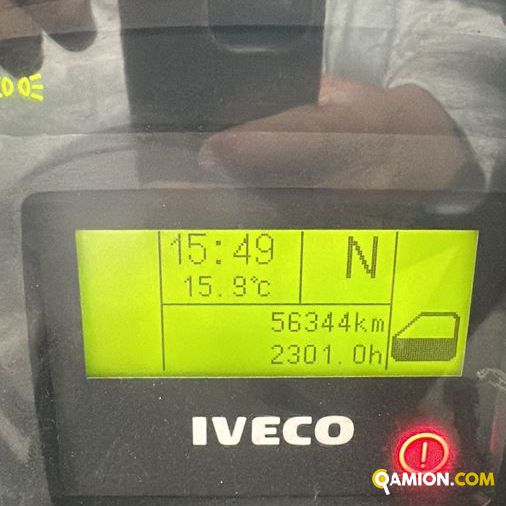 15:49
N
15.9°c
56344km
2301.0h
IVECO
QAMION.COM